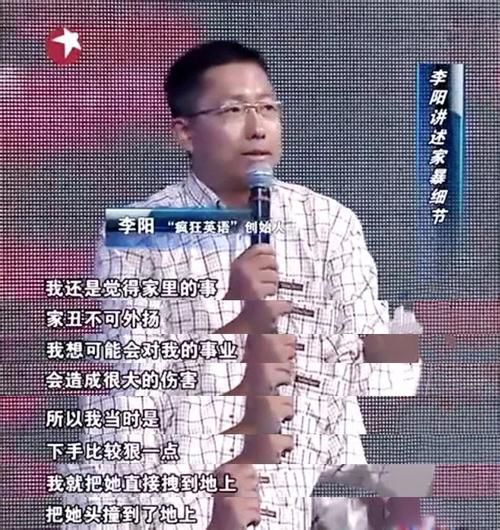 李阳讲述家暴细节
李阳 “疯狂英语”创始人
我还是觉得家里的事
家丑不可外扬
我想可能会对我的事业
会造成很大的伤害
所以我当时是
下手比较狠一点
我就把她直接拽到地上
把她头撞到了地上